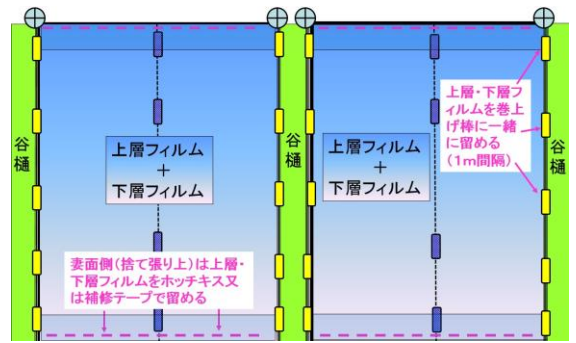 上層・下層フ
ィルムを巻上
げ棒に一緒
に留める
(1m間隔)
谷樋
上層フィルム
+
下層フィルム
谷樋
上層フィルム
+
下層フィルム
谷樋
妻面側(捨て張り上)は上層・
下層フィルムをホッチキス又
は補修テープで留める